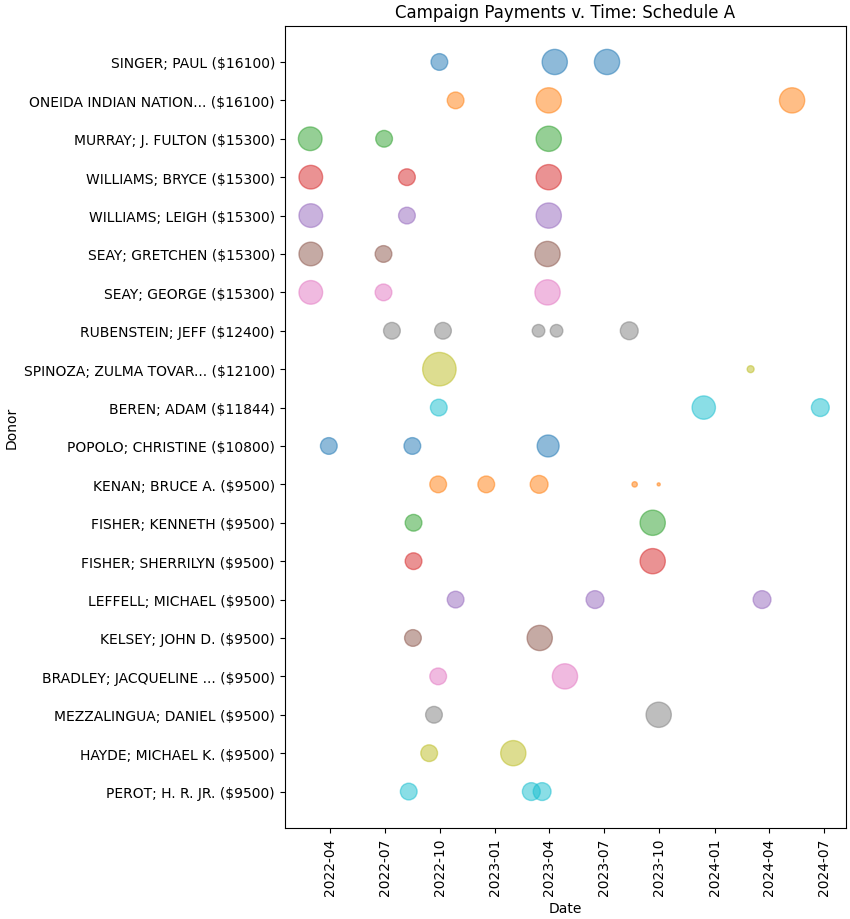 Campaign Payments v. Time: Schedule A
SINGER; PAUL ($16100)
ONEIDA INDIAN NATION... ($16100)
MURRAY; J. FULTON ($15300)
WILLIAMS; BRYCE ($15300)
WILLIAMS; LEIGH ($15300)
SEAY; GRETCHEN ($15300)
SEAY; GEORGE ($15300)
RUBENSTEIN; JEFF ($12400)
SPINOZA; ZULMA TOVAR... ($12100)
BEREN; ADAM ($11844)
POPOLO; CHRISTINE ($10800)
KENAN; BRUCE A. ($9500)
FISHER; KENNETH ($9500)
FISHER; SHERRILYN ($9500)
LEFFELL; MICHAEL ($9500)
KELSEY; JOHN D. ($9500)
BRADLEY; JACQUELINE ... ($9500)
MEZZALINGUA; DANIEL ($9500)
HAYDE; MICHAEL K. ($9500)
PEROT; H. R. JR. ($9500)
Donor
2022-04
2022-07
2022-10
2023-01
2023-04
2023-07
2023-10
2024-01
2024-04
2024-07
Date